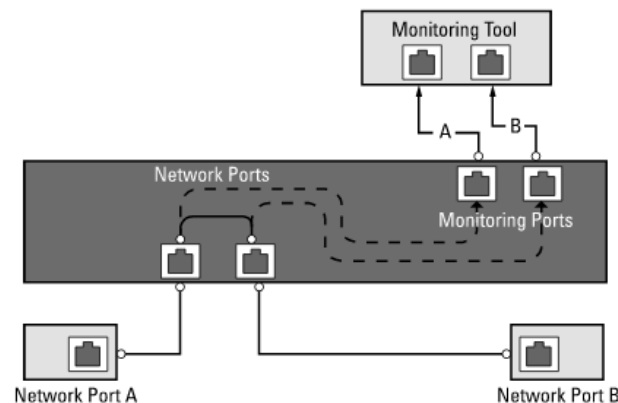 Monitoring Tool
A
B
Network Ports
Monitoring Ports
Network Port A
Network Port B